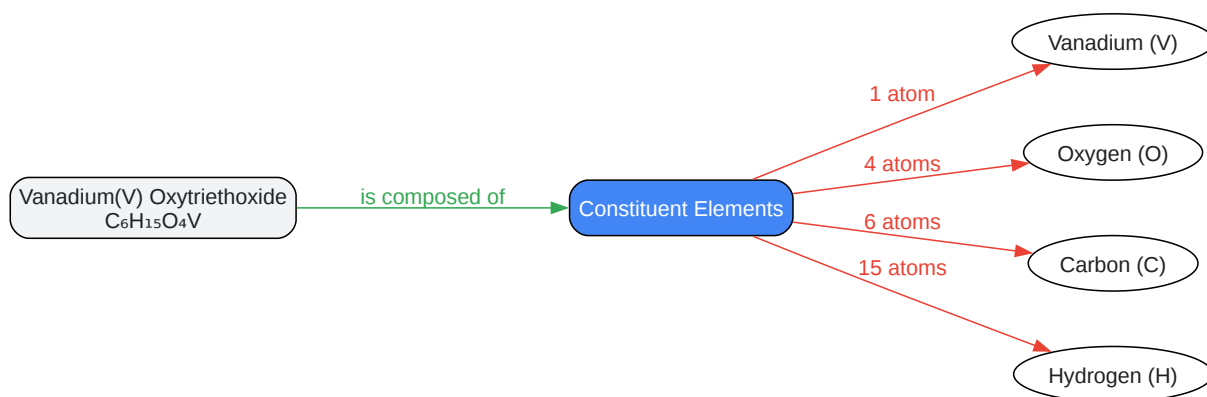 Vanadium(V) Oxytriethoxide
C₆H₁₅O₄V
is composed of
Constituent Elements
1 atom
4 atoms
6 atoms
15 atoms
Vanadium (V)
Oxygen (O)
Carbon (C)
Hydrogen (H)